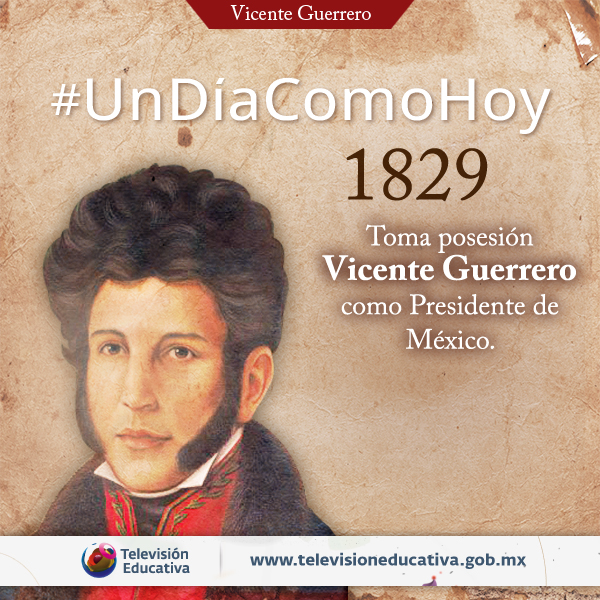 Vicente Guerrero
#UnDíaComoHoy
1829
Toma posesión
Vicente Guerrero
como Presidente de
México.
Televisión
Educativa
www.televisioneducativa.gob.mx